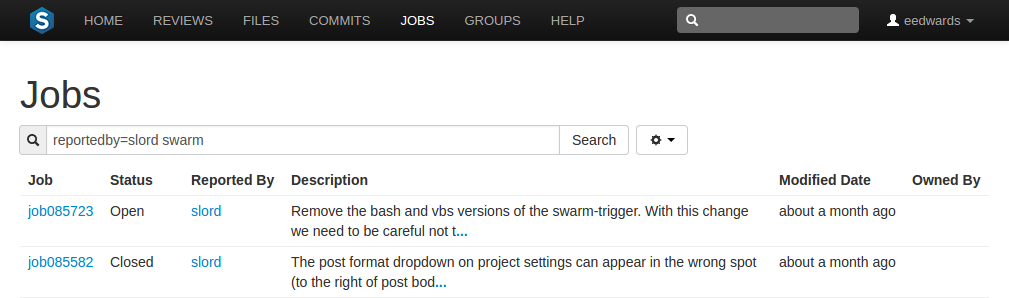 S HOME REVIEWS FILES COMMITS JOBS GROUPS HELP eedwards
Jobs
reportedby=slord swarm Search
Job Status Reported By Description Modified Date Owned By
job085723 Open slord Remove the bash and vbs versions of the swarm-trigger. With this change about a month ago
we need to be careful not t...
job085582 Closed slord The post format dropdown on project settings can appear in the wrong spot about a month ago
(to the right of post bod...